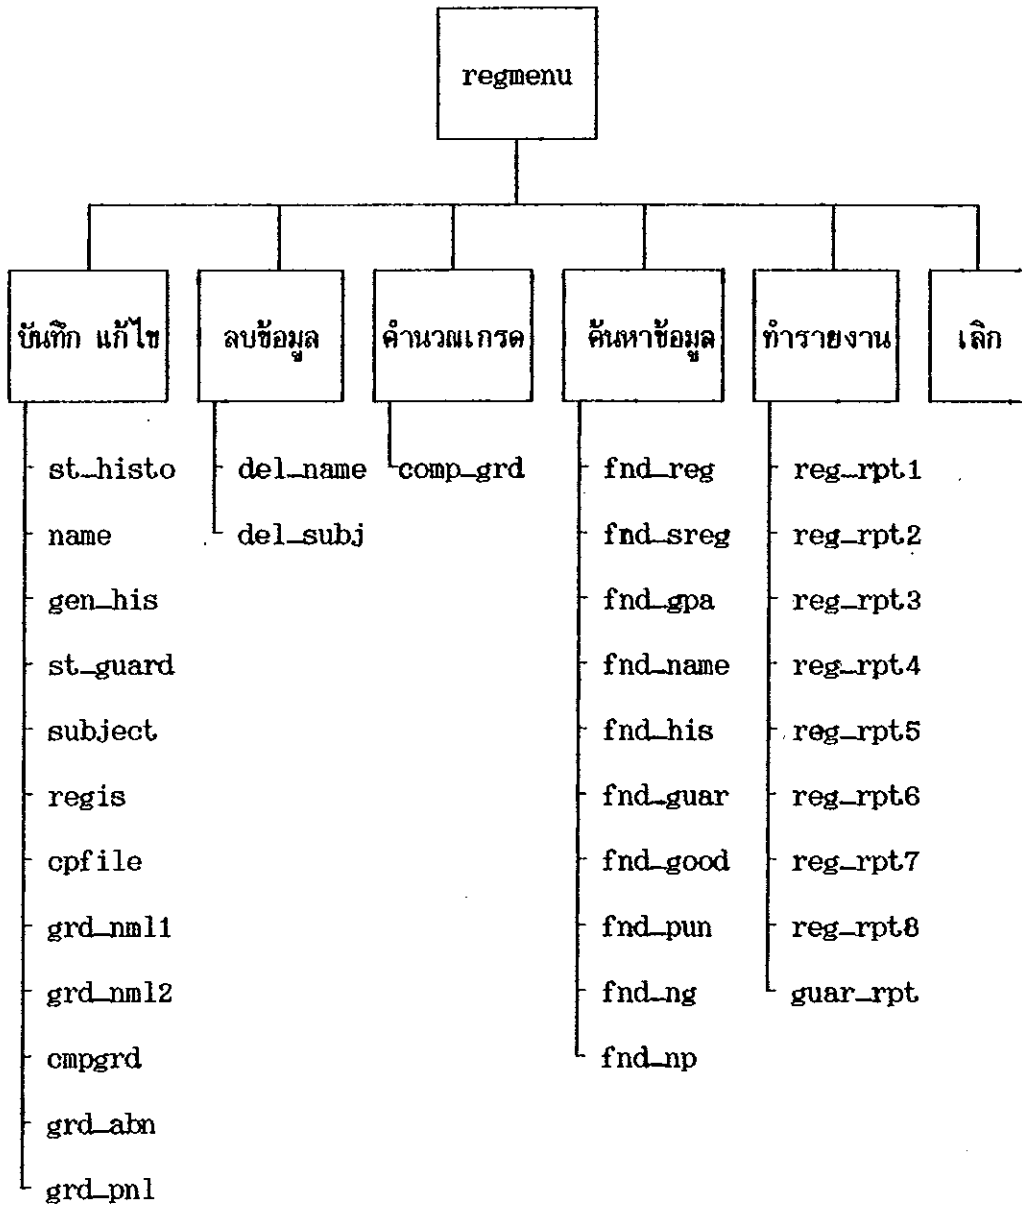 regmenu
บันทึก แก้ไข
ลบข้อมูล
คำนวณเกรด
ค้นหาข้อมูล
ทำรายงาน
เลิก
st_histo
name
gen_his
st_guard
subject
regis
cpfile
grd_nml1
grd_nml2
cmpgrd
grd_abn
grd_pnl
del_name
del_subj
comp_grd
fnd_reg
fnd_sreg
fnd_gpa
fnd_name
fnd_his
fnd_guar
fnd_good
fnd_pun
fnd_ng
fnd_np
reg_rpt1
reg_rpt2
reg_rpt3
reg_rpt4
reg_rpt5
reg_rpt6
reg_rpt7
reg_rpt8
guar_rpt